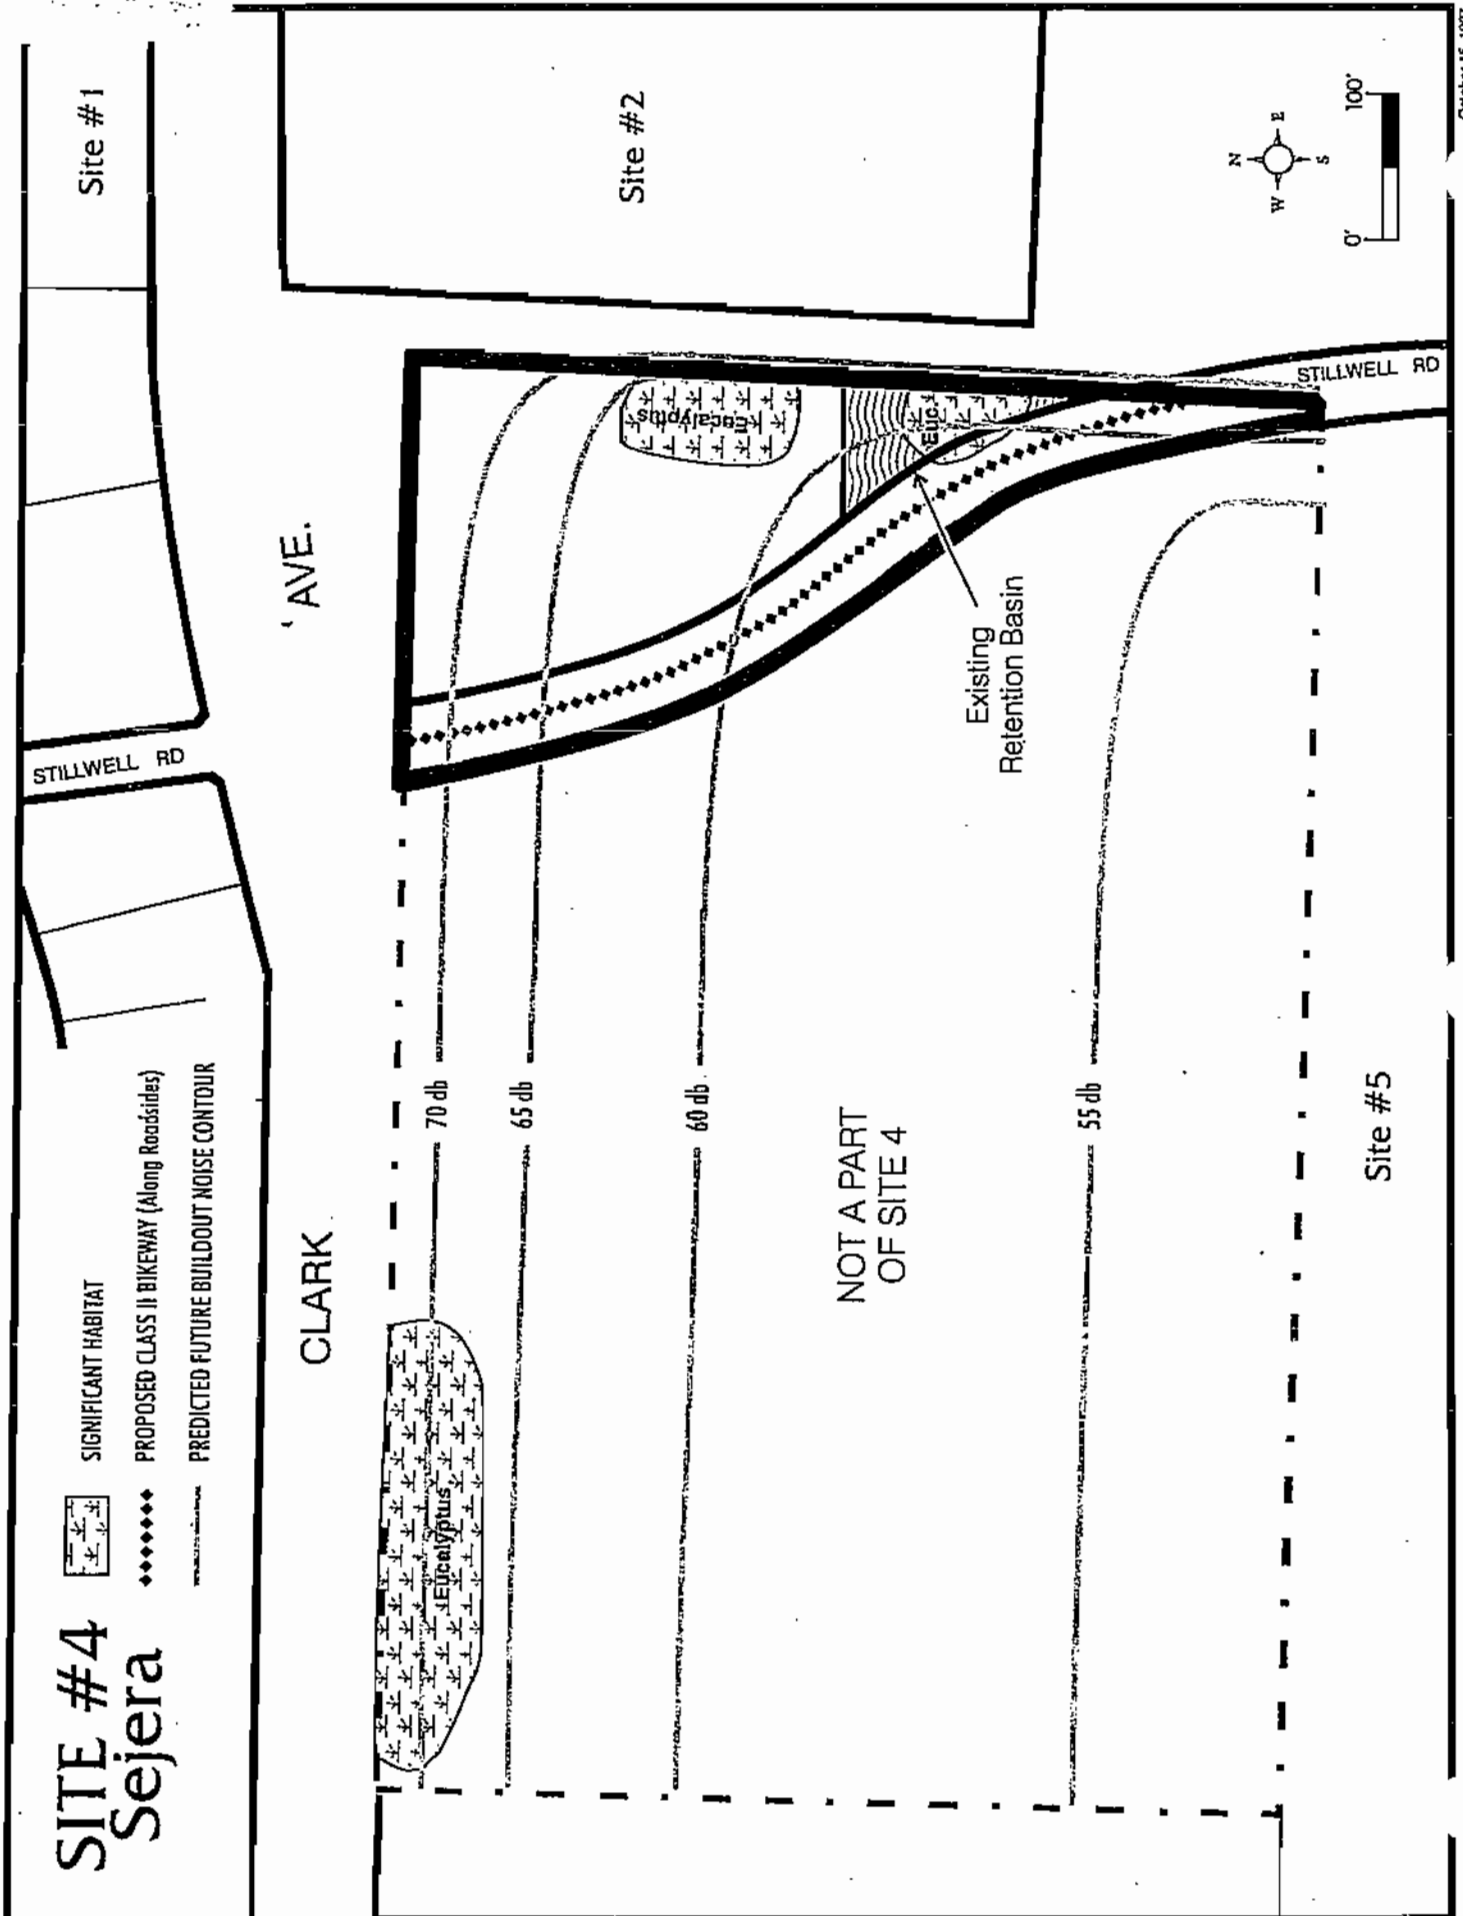 SITE #4
Sejera
SIGNIFICANT HABITAT
PROPOSED CLASS II BIKEWAY (Along Roadsides)
PREDICTED FUTURE BUILDOUT NOISE CONTOUR
STILLWELL RD
Site #1
CLARK
AVE.
Site #2
Eucalyptus
70 db
65 db
60 db
55 db
Eucalyptus
Euc.
Existing
Retention Basin
NOT A PART
OF SITE 4
STILLWELL RD
N
W
E
S
0'
100'
Site #5